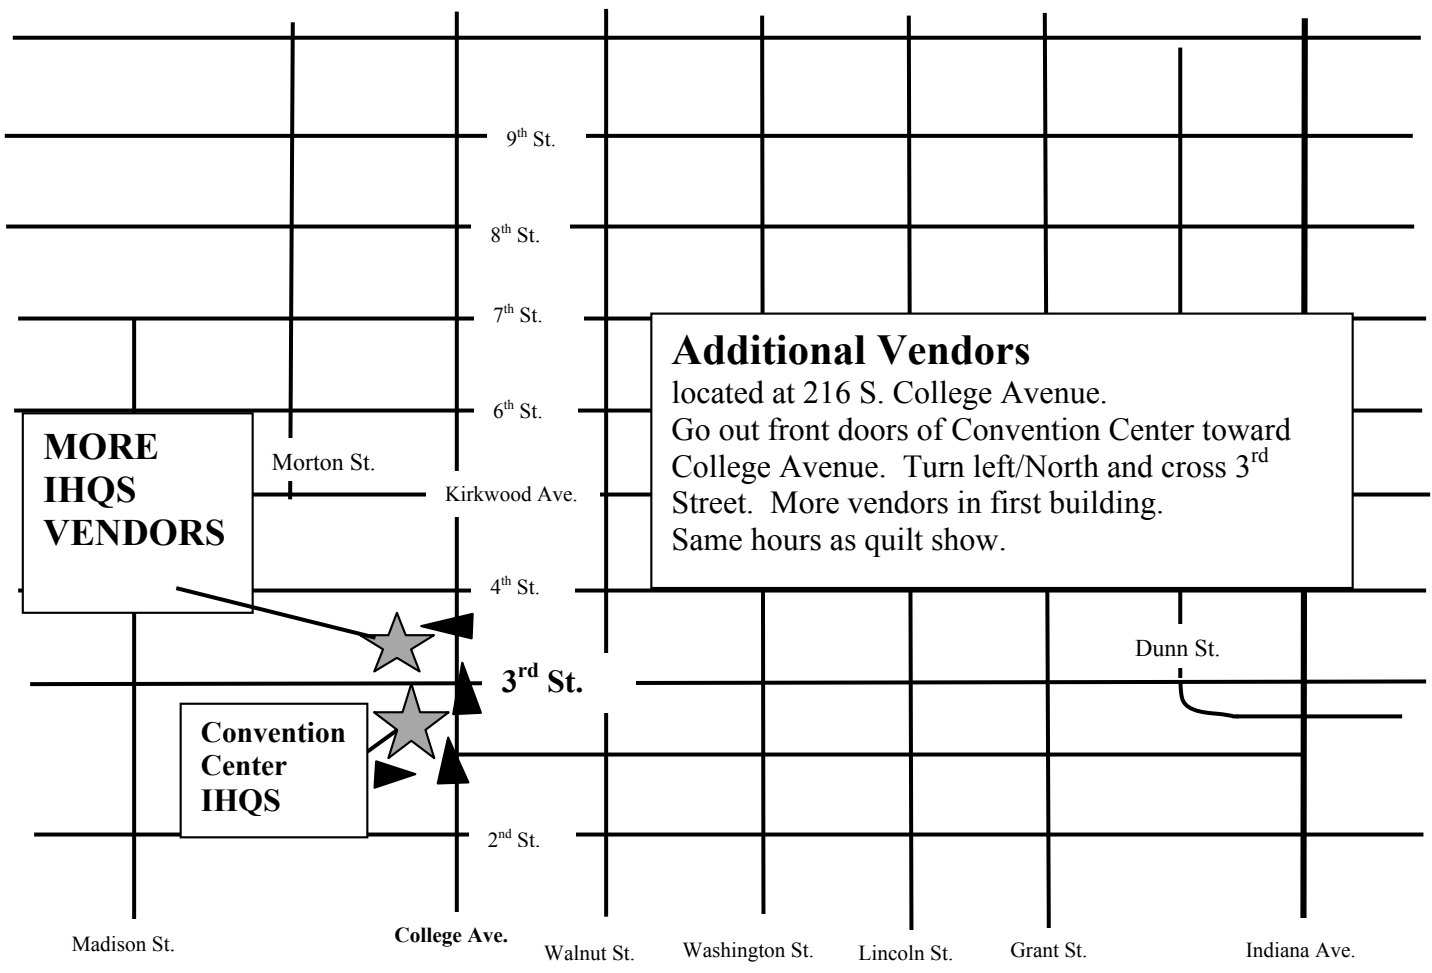 9th St.
8th St.
7th St.
Additional Vendors
located at 216 S. College Avenue.
Go out front doors of Convention Center toward
College Avenue.  Turn left/North and cross 3rd
Street.  More vendors in first building.
Same hours as quilt show.
6th St.
MORE
IHQS
VENDORS
Morton St.
Kirkwood Ave.
4th St.
Dunn St.
3rd St.
Convention
Center
IHQS
2nd St.
Madison St.
College Ave.
Walnut St.
Washington St.
Lincoln St.
Grant St.
Indiana Ave.